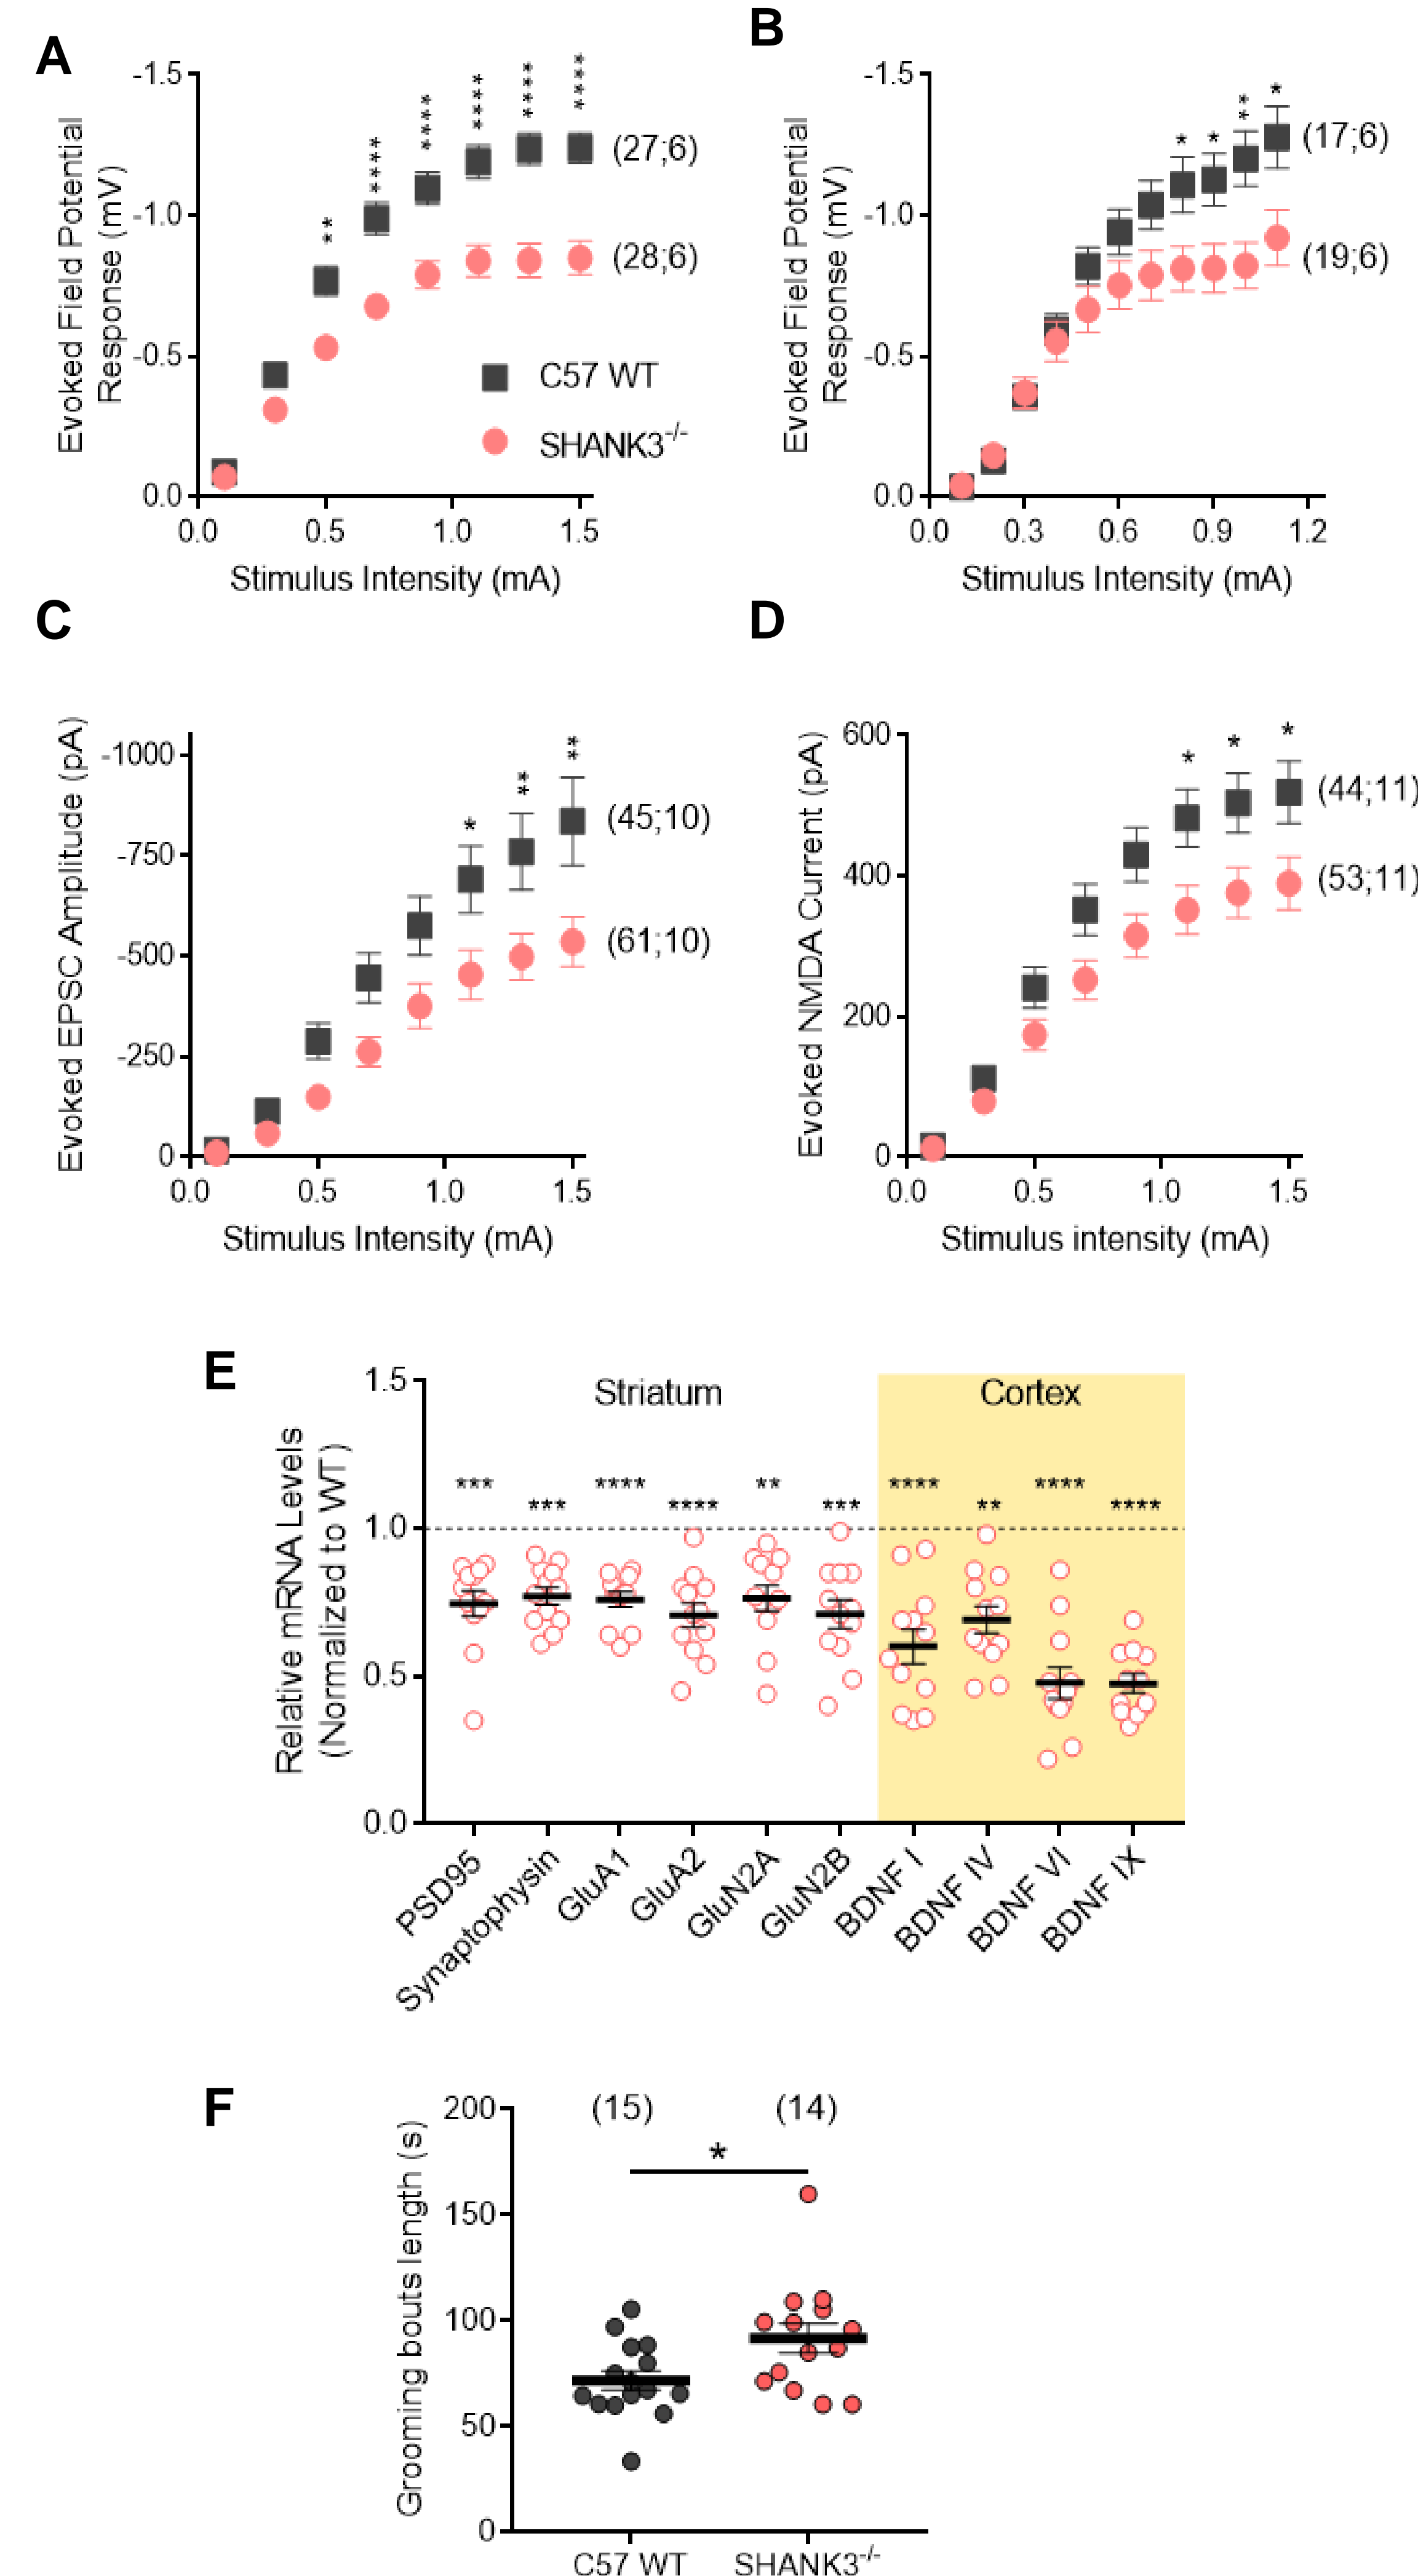 A
Evoked Field Potential
Response (mV)
-1.5
-1.0
-0.5
0.0
** **** **** **** **** ****
(27;6)
(28;6)
C57 WT
SHANK3-/-
0.0 0.5 1.0 1.5
Stimulus Intensity (mA)
B
Evoked Field Potential
Response (mV)
-1.5
-1.0
-0.5
0.0
* * ** *
(17;6)
(19;6)
0.0 0.3 0.6 0.9 1.2
Stimulus Intensity (mA)
C
Evoked EPSC Amplitude (pA)
-1000
-750
-500
-250
0
* ** **
(45;10)
(61;10)
0.0 0.5 1.0 1.5
Stimulus Intensity (mA)
D
Evoked NMDA Current (pA)
600
400
200
0
* * *
(44;11)
(53;11)
0.0 0.5 1.0 1.5
Stimulus intensity (mA)
E
Relative mRNA Levels
(Normalized to WT)
1.5
1.0
0.5
0.0
Striatum
Cortex
*** *** **** **** ** *** **** ** **** ****
PSD95
Synaptophysin
GluA1
GluA2
GluN2A
GluN2B
BDNF I
BDNF IV
BDNF VI
BDNF IX
F
Grooming bouts length (s)
200
150
100
50
0
(15) (14)
*
C57 WT SHANK3-/-